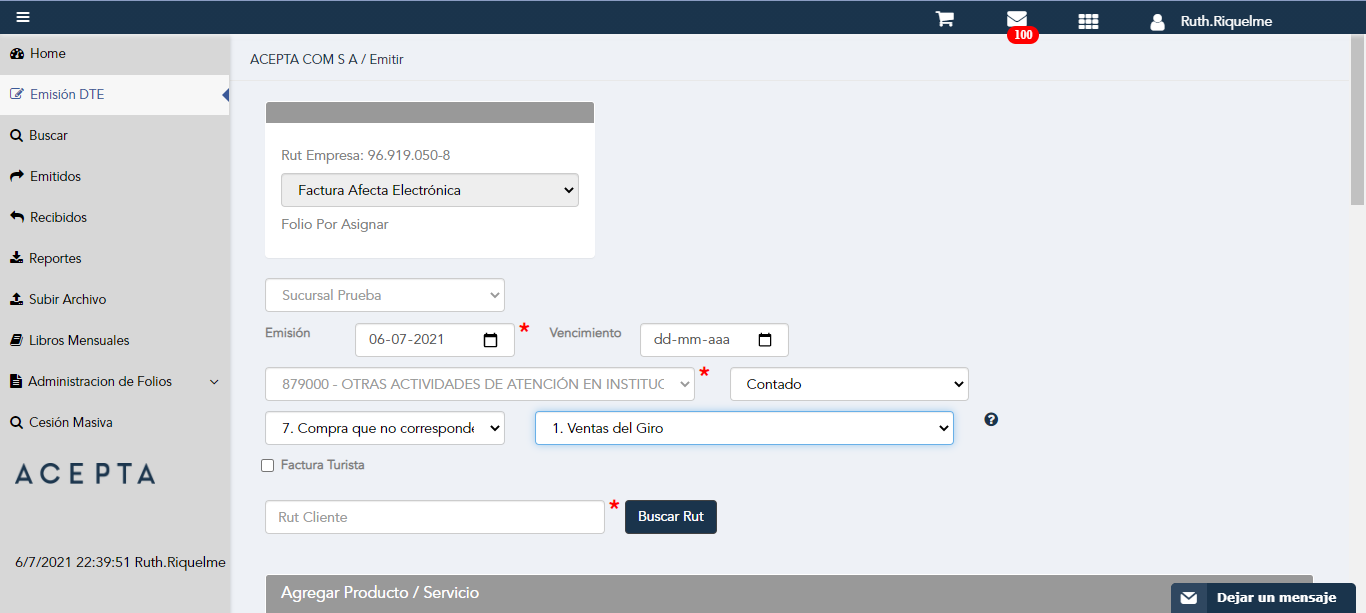 100
Ruth.Riquelme
Home
Emisión DTE
Buscar
Emitidos
Recibidos
Reportes
Subir Archivo
Libros Mensuales
Administracion de Folios
Cesión Masiva
ACEPTA
6/7/2021 22:39:51 Ruth.Riquelme
ACEPTA COM S A / Emitir
Rut Empresa: 96.919.050-8
Factura Afecta Electrónica
Folio Por Asignar
Sucursal Prueba
Emisión 06-07-2021 * Vencimiento dd-mm-aaa
879000 - OTRAS ACTIVIDADES DE ATENCIÓN EN INSTITUC * Contado
7. Compra que no corresponde 1. Ventas del Giro ?
Factura Turista
Rut Cliente * Buscar Rut
Agregar Producto / Servicio
Dejar un mensaje